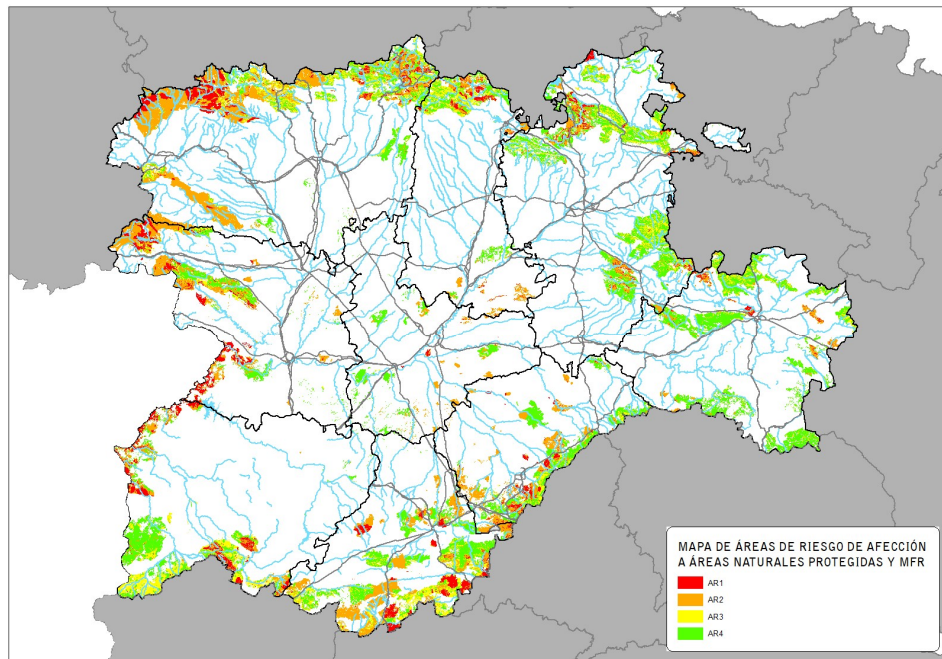 MAPA DE ÁREAS DE RIESGO DE AFECCIÓN
A ÁREAS NATURALES PROTEGIDAS Y MFR
AR1
AR2
AR3
AR4